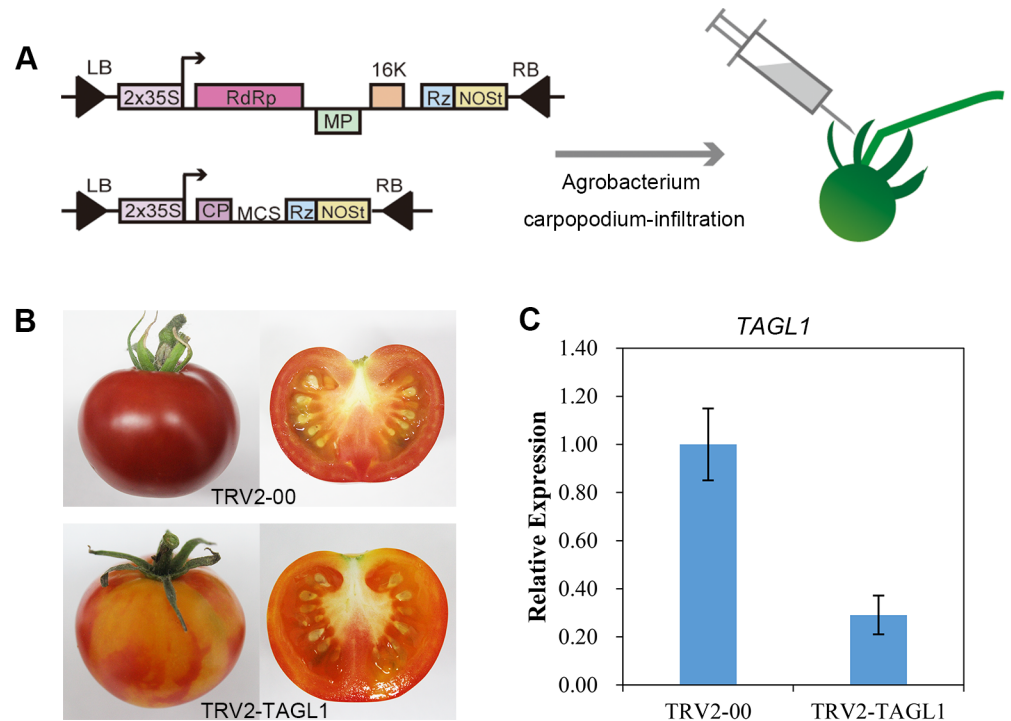 A
LB
2x35S
RdRp
MP
16K
Rz
NOSt
RB
LB
2x35S
CP
MCS
Rz
NOSt
RB
Agrobacterium
carpopodium-infiltration
B
TRV2-00
TRV2-TAGL1
C
TAGL1
Relative Expression
1.40
1.20
1.00
0.80
0.60
0.40
0.20
0.00
TRV2-00
TRV2-TAGL1